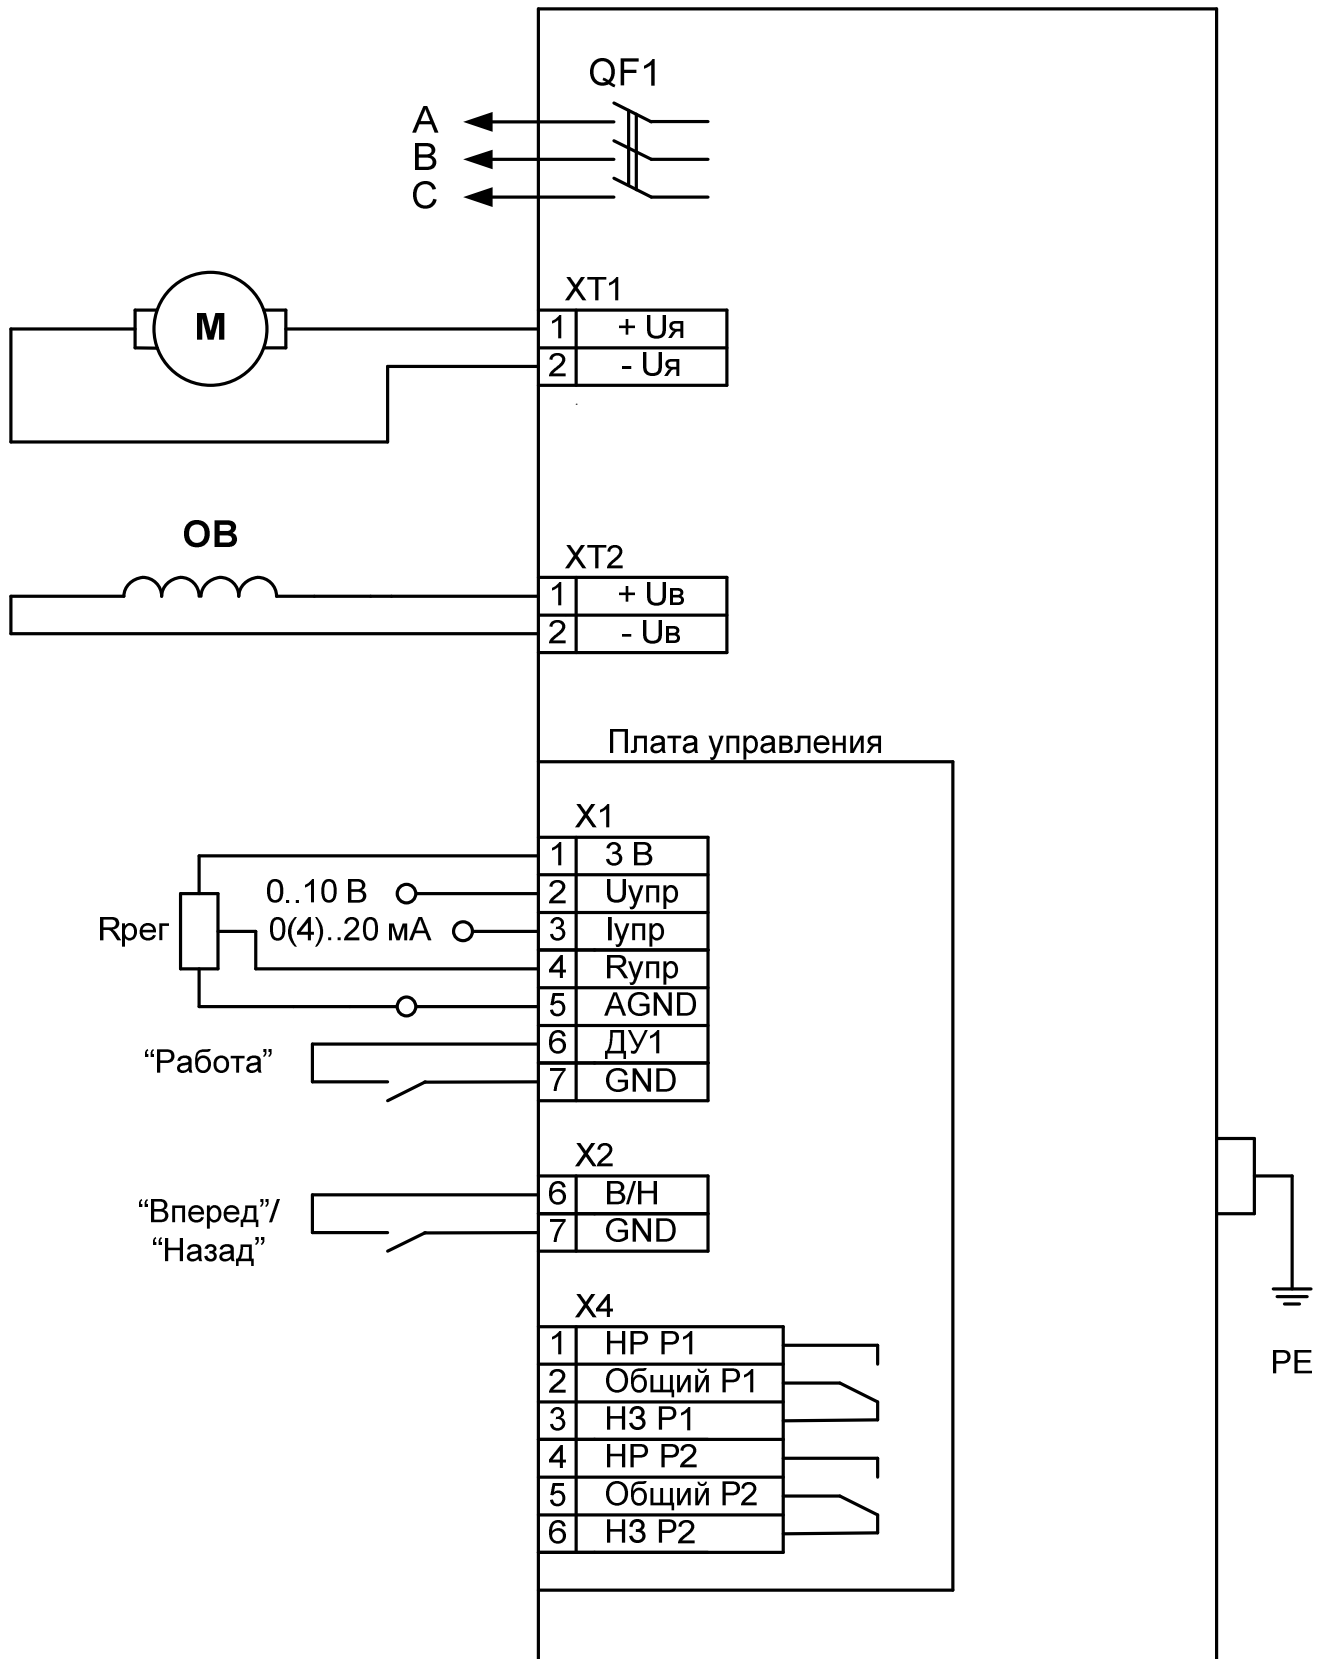 QF1
A
B
C
XT1
M
1 + Uя
2 - Uя
ОВ
XT2
1 + Uв
2 - Uв
Плата управления
X1
1 3 В
0..10 В 2 Uупр
Rрег 0(4)..20 мА 3 Iупр
4 Rупр
5 AGND
6 ДУ1
“Работа”
7 GND
X2
6 В/Н
“Вперед”/
7 GND
“Назад”
X4
1 НР Р1
2 Общий Р1
3 НЗ Р1
4 НР Р2
5 Общий Р2
6 НЗ Р2
PE